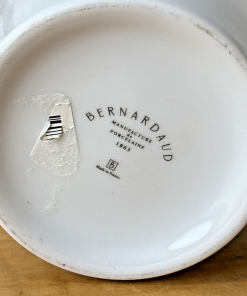 BERNARDAUD
MANUFACTURE
de
PORCELAINE
1863
B
Made in France